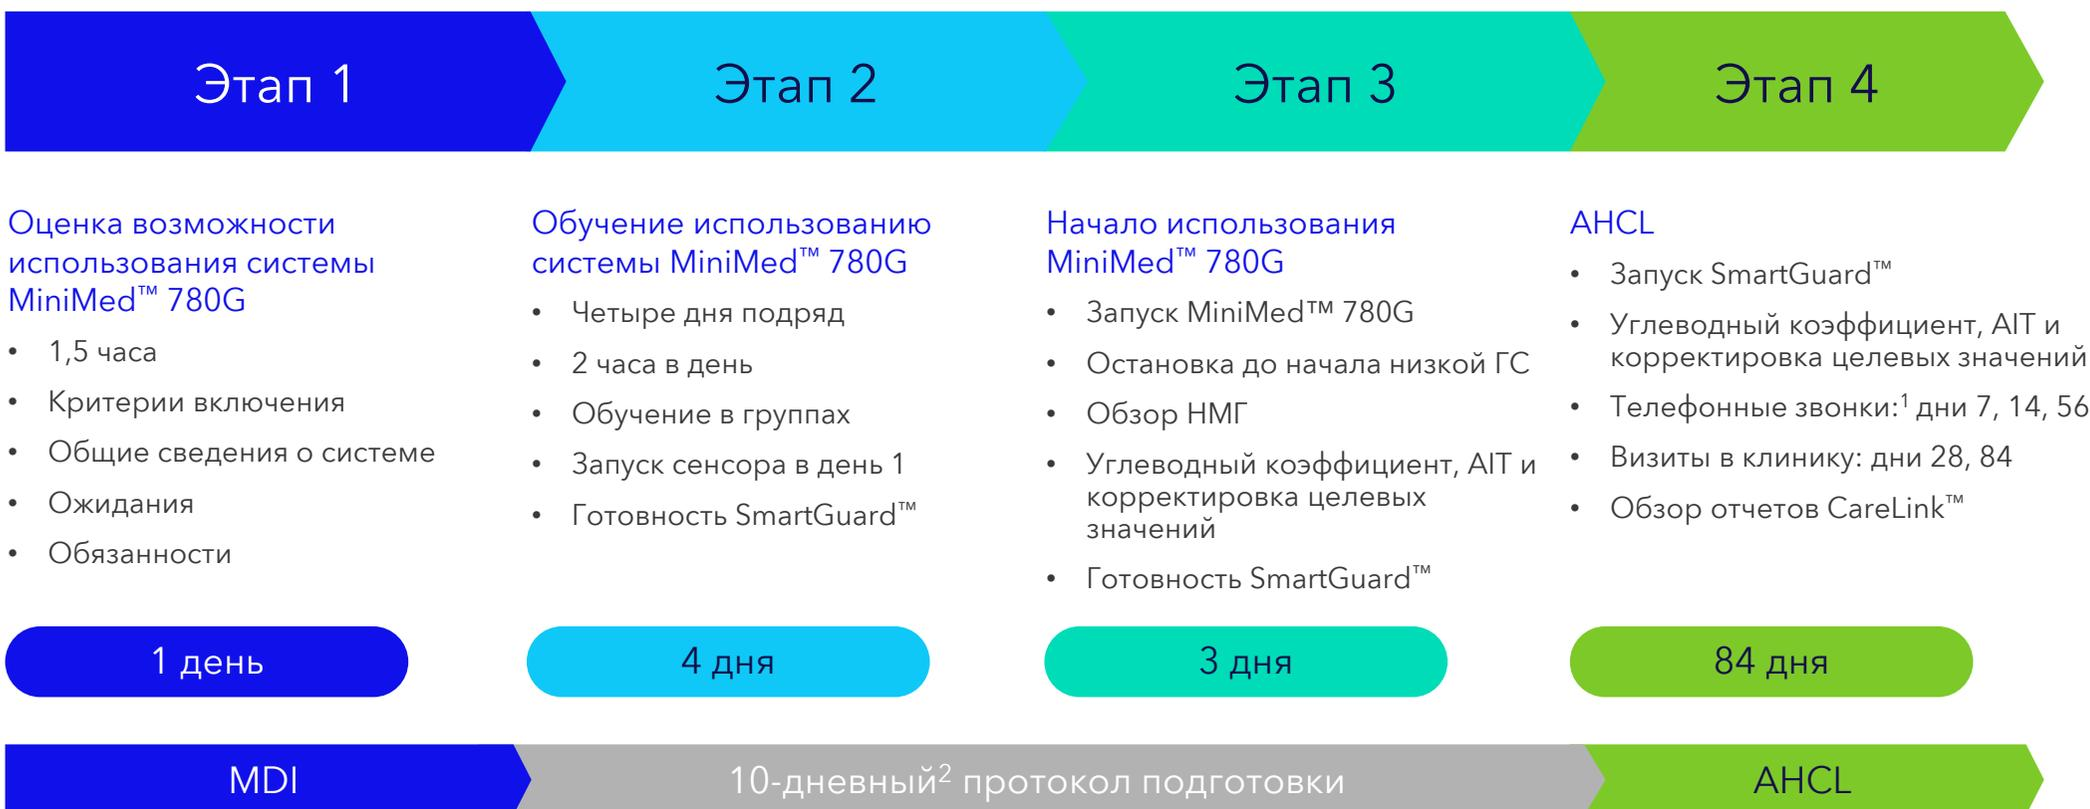 Этап 1
Этап 2
Этап 3
Этап 4
Оценка возможности
использования системы
MiniMed™ 780G
• 1,5 часа
• Критерии включения
• Общие сведения о системе
• Ожидания
• Обязанности
1 день
Обучение использованию
системы MiniMed™ 780G
• Четыре дня подряд
• 2 часа в день
• Обучение в группах
• Запуск сенсора в день 1
• Готовность SmartGuard™
4 дня
Начало использования
MiniMed™ 780G
• Запуск MiniMed™ 780G
• Остановка до начала низкой ГС
• Обзор НМГ
• Углеводный коэффициент, AIT и
корректировка целевых
значений
• Готовность SmartGuard™
3 дня
AHCL
• Запуск SmartGuard™
• Углеводный коэффициент, AIT и
корректировка целевых значений
• Телефонные звонки:¹ дни 7, 14, 56
• Визиты в клинику: дни 28, 84
• Обзор отчетов CareLink™
84 дня
MDI
10-дневный² протокол подготовки
AHCL